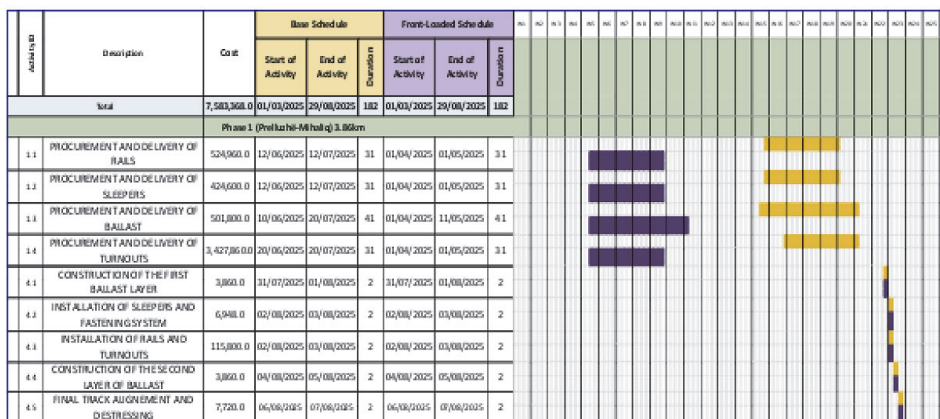 Base Schedule Front-Loaded Schedule
Activity ID Description Cost Start of Activity End of Activity Duration Start of Activity End of Activity Duration
Total 7,583,368.0 01/03/2025 29/08/2025 182 01/03/2025 29/08/2025 182
Phase 1 (Prelluzhë-Mihaliq) 3.86km
1.1 PROCUREMENT AND DELIVERY OF RAILS 524,960.0 12/06/2025 12/07/2025 31 01/04/2025 01/05/2025 31
1.2 PROCUREMENT AND DELIVERY OF SLEEPERS 424,600.0 12/06/2025 12/07/2025 31 01/04/2025 01/05/2025 31
1.3 PROCUREMENT AND DELIVERY OF BALLAST 501,800.0 10/06/2025 20/07/2025 41 01/04/2025 11/05/2025 41
1.4 PROCUREMENT AND DELIVERY OF TURNOUTS 3,427,860.0 20/06/2025 20/07/2025 31 01/04/2025 01/05/2025 31
4.1 CONSTRUCTION OF THE FIRST BALLAST LAYER 3,860.0 31/07/2025 01/08/2025 2 31/07/2025 01/08/2025 2
4.2 INSTALLATION OF SLEEPERS AND FASTENING SYSTEM 6,948.0 02/08/2025 03/08/2025 2 02/08/2025 03/08/2025 2
4.3 INSTALLATION OF RAILS AND TURNOUTS 115,800.0 02/08/2025 03/08/2025 2 02/08/2025 03/08/2025 2
4.4 CONSTRUCTION OF THE SECOND LAYER OF BALLAST 3,860.0 04/08/2025 05/08/2025 2 04/08/2025 05/08/2025 2
4.5 FINAL TRACK ALIGNEMENT AND DESTRESSING 7,720.0 06/08/2025 07/08/2025 2 06/08/2025 07/08/2025 2